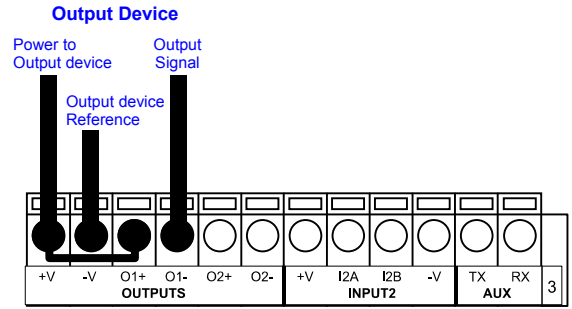 Output Device
Power to
Output device
Output
Signal
Output device
Reference
+V -V O1+ O1- O2+ O2- +V I2A I2B -V TX RX 3
OUTPUTS INPUT2 AUX